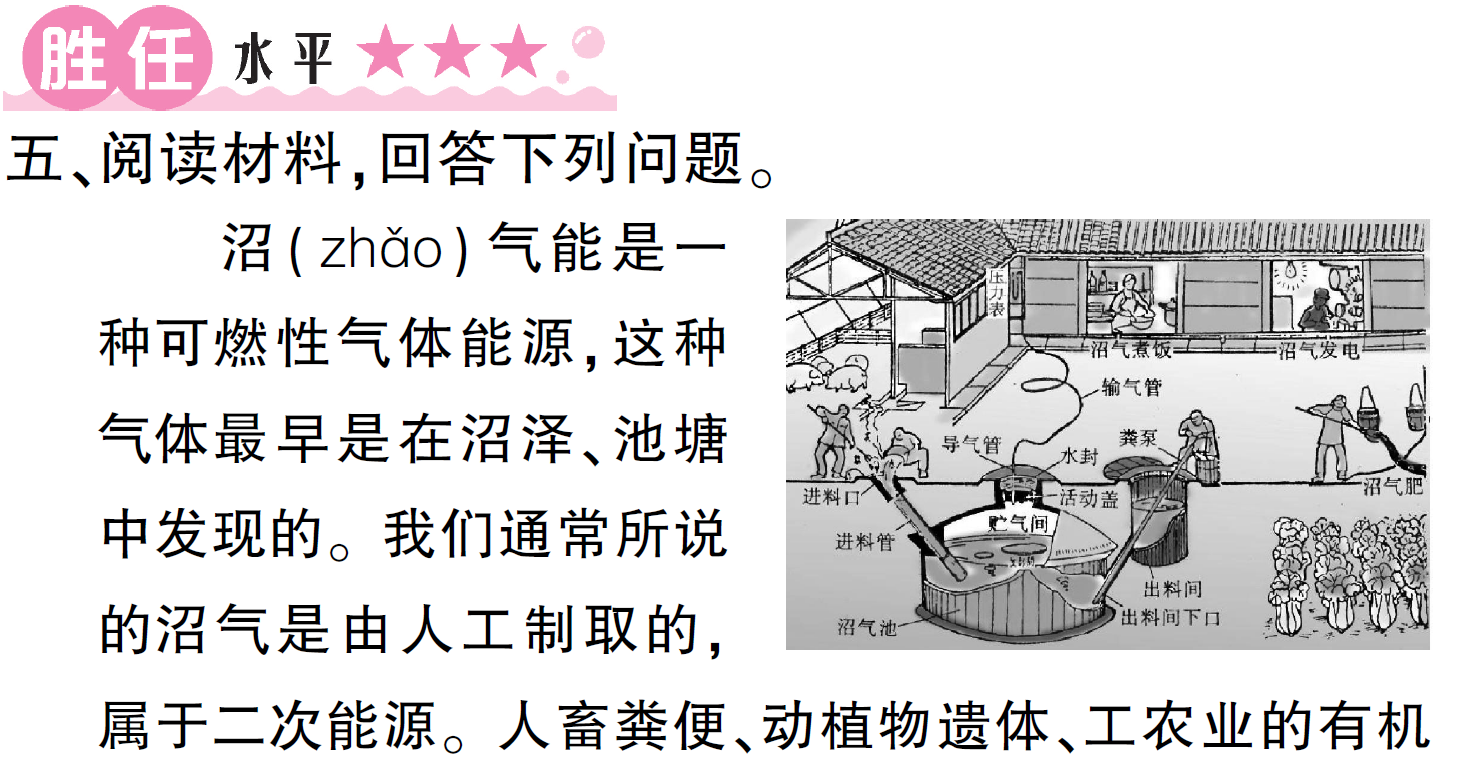 胜任水平
五、阅读材料,回答下列问题。
沼(zhǎo)气能是一
种可燃性气体能源,这种
气体最早是在沼泽、池塘
中发现的。我们通常所说
的沼气是由人工制取的,
属于二次能源。人畜粪便、动植物遗体、工农业的有机
压力表
沼气煮饭
沼气发电
输气管
导气管
水封
粪泵
进料口
活动盖
沼气肥
贮气间
进料管
出料间
出料间下口
沼气池